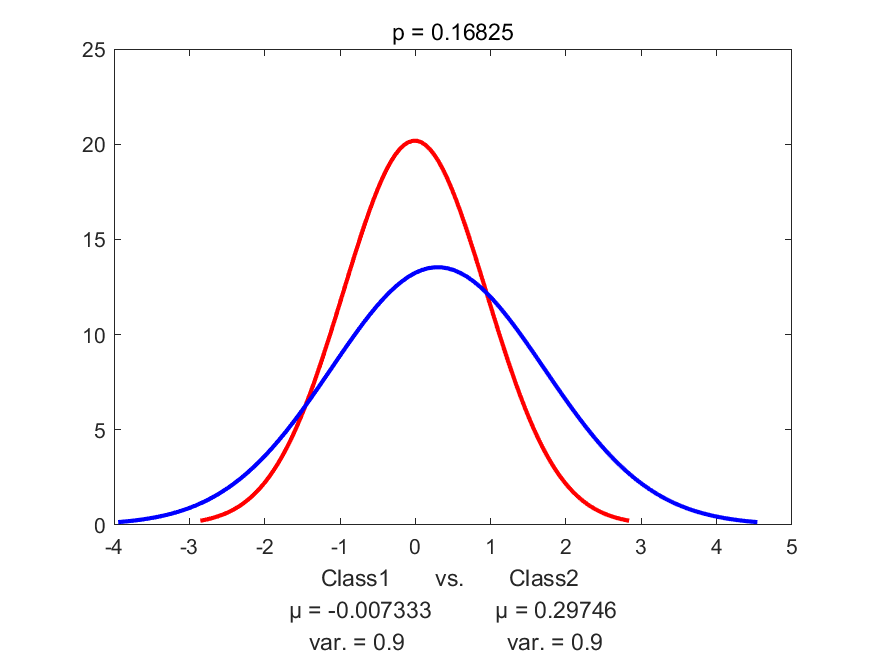 p = 0.16825
25
20
15
10
5
0
-4 -3 -2 -1 0 1 2 3 4 5
Class1 vs. Class2
μ = -0.007333 μ = 0.29746
var. = 0.9 var. = 0.9